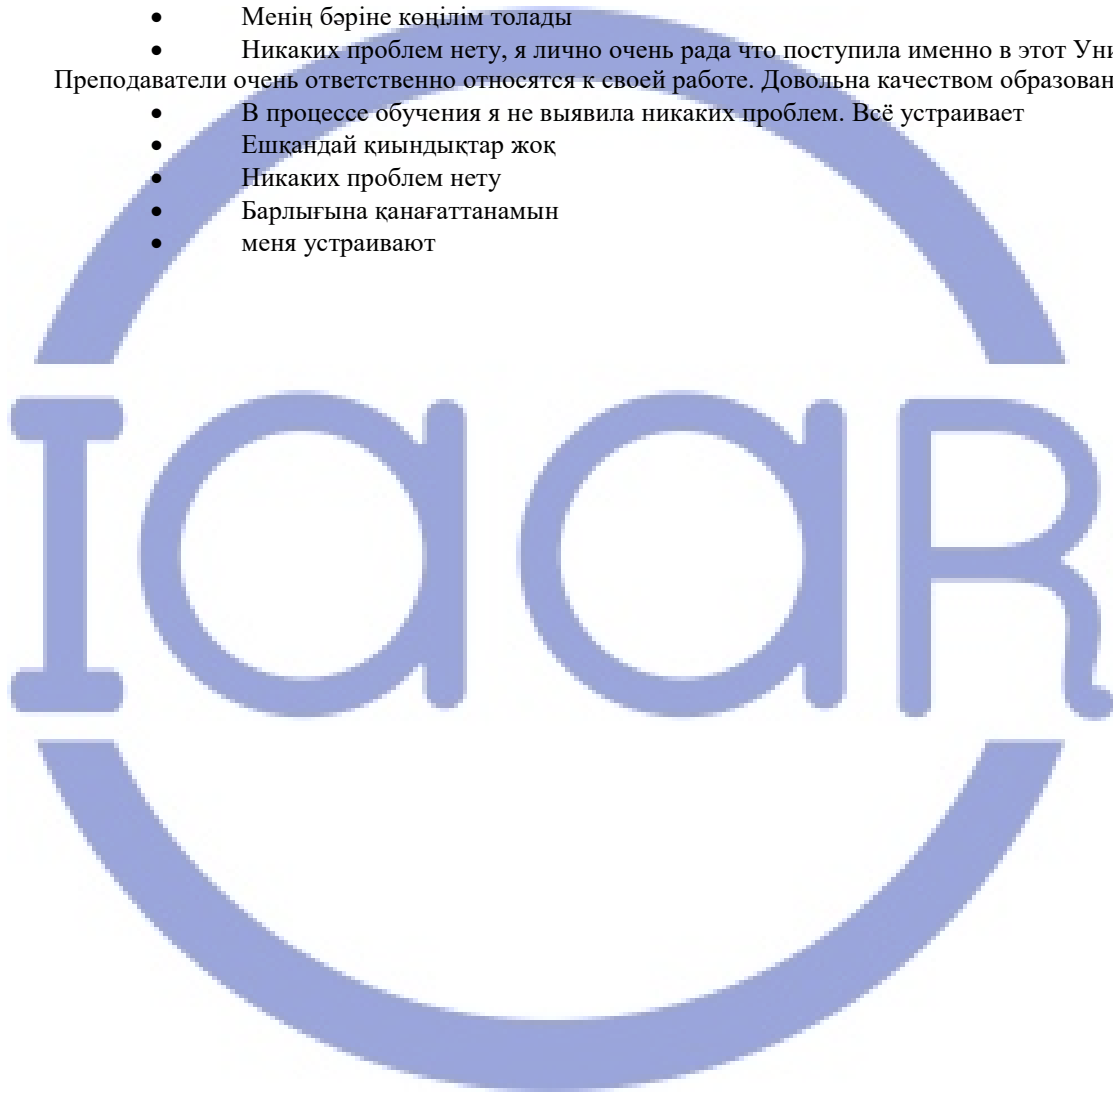 • Менің бәріне көңілім толады
• Никаких проблем нету, я лично очень рада что поступила именно в этот
Преподаватели очень ответственно относятся к своей работе. Довольна качеством
• В процессе обучения я не выявила никаких проблем. Всё устраивает
• Ешқандай қиындықтар жоқ
• Никаких проблем нету
• Барлығына қанағаттанамын
• меня устраивают
IaaR